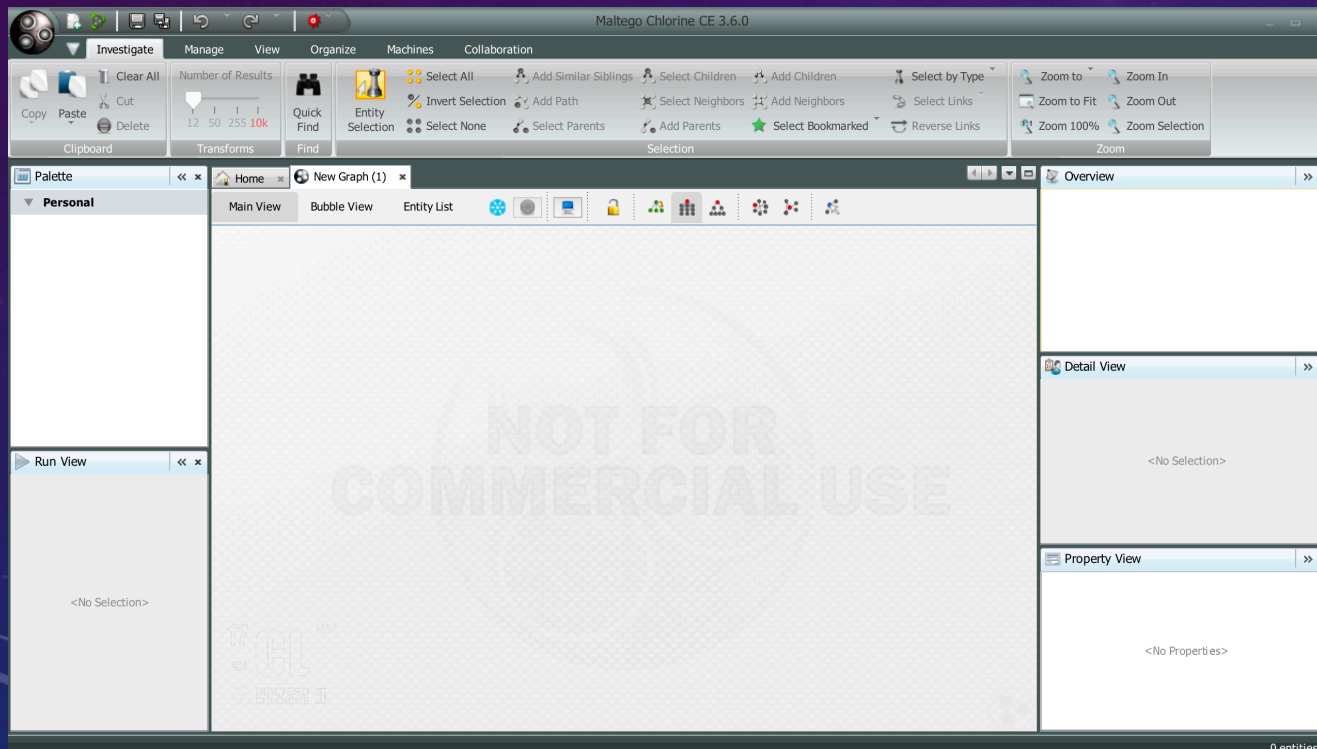 Maltego Chlorine CE 3.6.0
Investigate Manage View Organize Machines Collaboration
Copy Paste Clear All Cut Delete
Clipboard
Number of Results
12 50 255 10k
Transforms
Quick Find
Find
Entity Selection
Select All Add Similar Siblings Select Children Add Children Select by Type
Invert Selection Add Path Select Neighbors Add Neighbors Select Links
Select None Select Parents Add Parents Select Bookmarked Reverse Links
Selection
Zoom to Zoom In
Zoom to Fit Zoom Out
Zoom 100% Zoom Selection
Zoom
Palette
Personal
Run View
<No Selection>
Home New Graph (1)
Main View Bubble View Entity List
NOT FOR
COMMERCIAL USE
17
CL
MALTEGO
CHLORINE
Overview
Detail View
<No Selection>
Property View
<No Properties>
0 entities